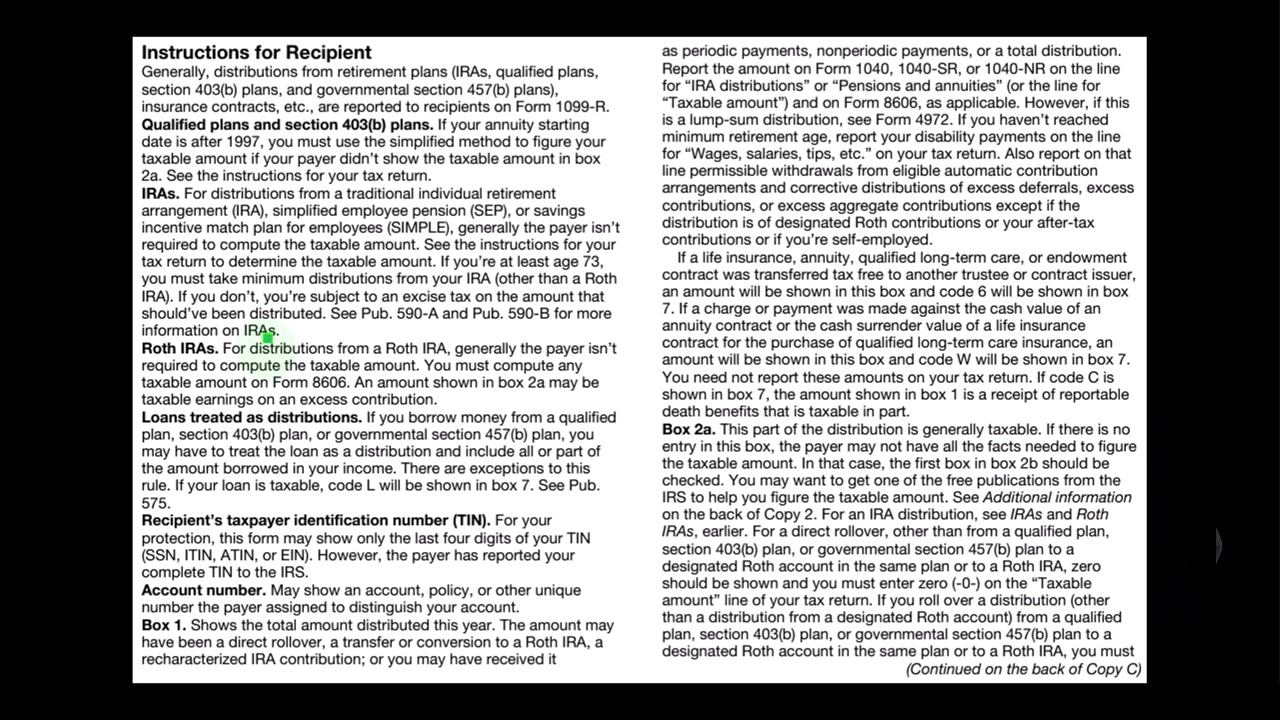 Instructions for Recipient
Generally, distributions from retirement plans (IRAs, qualified plans,
section 403(b) plans, and governmental section 457(b) plans),
insurance contracts, etc., are reported to recipients on Form 1099-R.
Qualified plans and section 403(b) plans. If your annuity starting
date is after 1997, you must use the simplified method to figure your
taxable amount if your payer didn’t show the taxable amount in box
2a. See the instructions for your tax return.
IRAs. For distributions from a traditional individual retirement
arrangement (IRA), simplified employee pension (SEP), or savings
incentive match plan for employees (SIMPLE), generally the payer isn’t
required to compute the taxable amount. See the instructions for your
tax return to determine the taxable amount. If you’re at least age 73,
you must take minimum distributions from your IRA (other than a Roth
IRA). If you don’t, you’re subject to an excise tax on the amount that
should’ve been distributed. See Pub. 590-A and Pub. 590-B for more
information on IRAs.
Roth IRAs. For distributions from a Roth IRA, generally the payer isn’t
required to compute the taxable amount. You must compute any
taxable amount on Form 8606. An amount shown in box 2a may be
taxable earnings on an excess contribution.
Loans treated as distributions. If you borrow money from a qualified
plan, section 403(b) plan, or governmental section 457(b) plan, you
may have to treat the loan as a distribution and include all or part of
the amount borrowed in your income. There are exceptions to this
rule. If your loan is taxable, code L will be shown in box 7. See Pub.
575.
Recipient’s taxpayer identification number (TIN). For your
protection, this form may show only the last four digits of your TIN
(SSN, ITIN, ATIN, or EIN). However, the payer has reported your
complete TIN to the IRS.
Account number. May show an account, policy, or other unique
number the payer assigned to distinguish your account.
Box 1. Shows the total amount distributed this year. The amount may
have been a direct rollover, a transfer or conversion to a Roth IRA, a
recharacterized IRA contribution; or you may have received it
as periodic payments, nonperiodic payments, or a total distribution.
Report the amount on Form 1040, 1040-SR, or 1040-NR on the line
for “IRA distributions” or “Pensions and annuities” (or the line for
“Taxable amount”) and on Form 8606, as applicable. However, if this
is a lump-sum distribution, see Form 4972. If you haven’t reached
minimum retirement age, report your disability payments on the line
for “Wages, salaries, tips, etc.” on your tax return. Also report on that
line permissible withdrawals from eligible automatic contribution
arrangements and corrective distributions of excess deferrals, excess
contributions, or excess aggregate contributions except if the
distribution is of designated Roth contributions or your after-tax
contributions or if you’re self-employed.
If a life insurance, annuity, qualified long-term care, or endowment
contract was transferred tax free to another trustee or contract issuer,
an amount will be shown in this box and code 6 will be shown in box
7. If a charge or payment was made against the cash value of an
annuity contract or the cash surrender value of a life insurance
contract for the purchase of qualified long-term care insurance, an
amount will be shown in this box and code W will be shown in box 7.
You need not report these amounts on your tax return. If code C is
shown in box 7, the amount shown in box 1 is a receipt of reportable
death benefits that is taxable in part.
Box 2a. This part of the distribution is generally taxable. If there is no
entry in this box, the payer may not have all the facts needed to figure
the taxable amount. In that case, the first box in box 2b should be
checked. You may want to get one of the free publications from the
IRS to help you figure the taxable amount. See Additional information
on the back of Copy 2. For an IRA distribution, see IRAs and Roth
IRAs, earlier. For a direct rollover, other than from a qualified plan,
section 403(b) plan, or governmental section 457(b) plan to a
designated Roth account in the same plan or to a Roth IRA, zero
should be shown and you must enter zero (-0-) on the “Taxable
amount” line of your tax return. If you roll over a distribution (other
than a distribution from a designated Roth account) from a qualified
plan, section 403(b) plan, or governmental section 457(b) plan to a
designated Roth account in the same plan or to a Roth IRA, you must
(Continued on the back of Copy C)